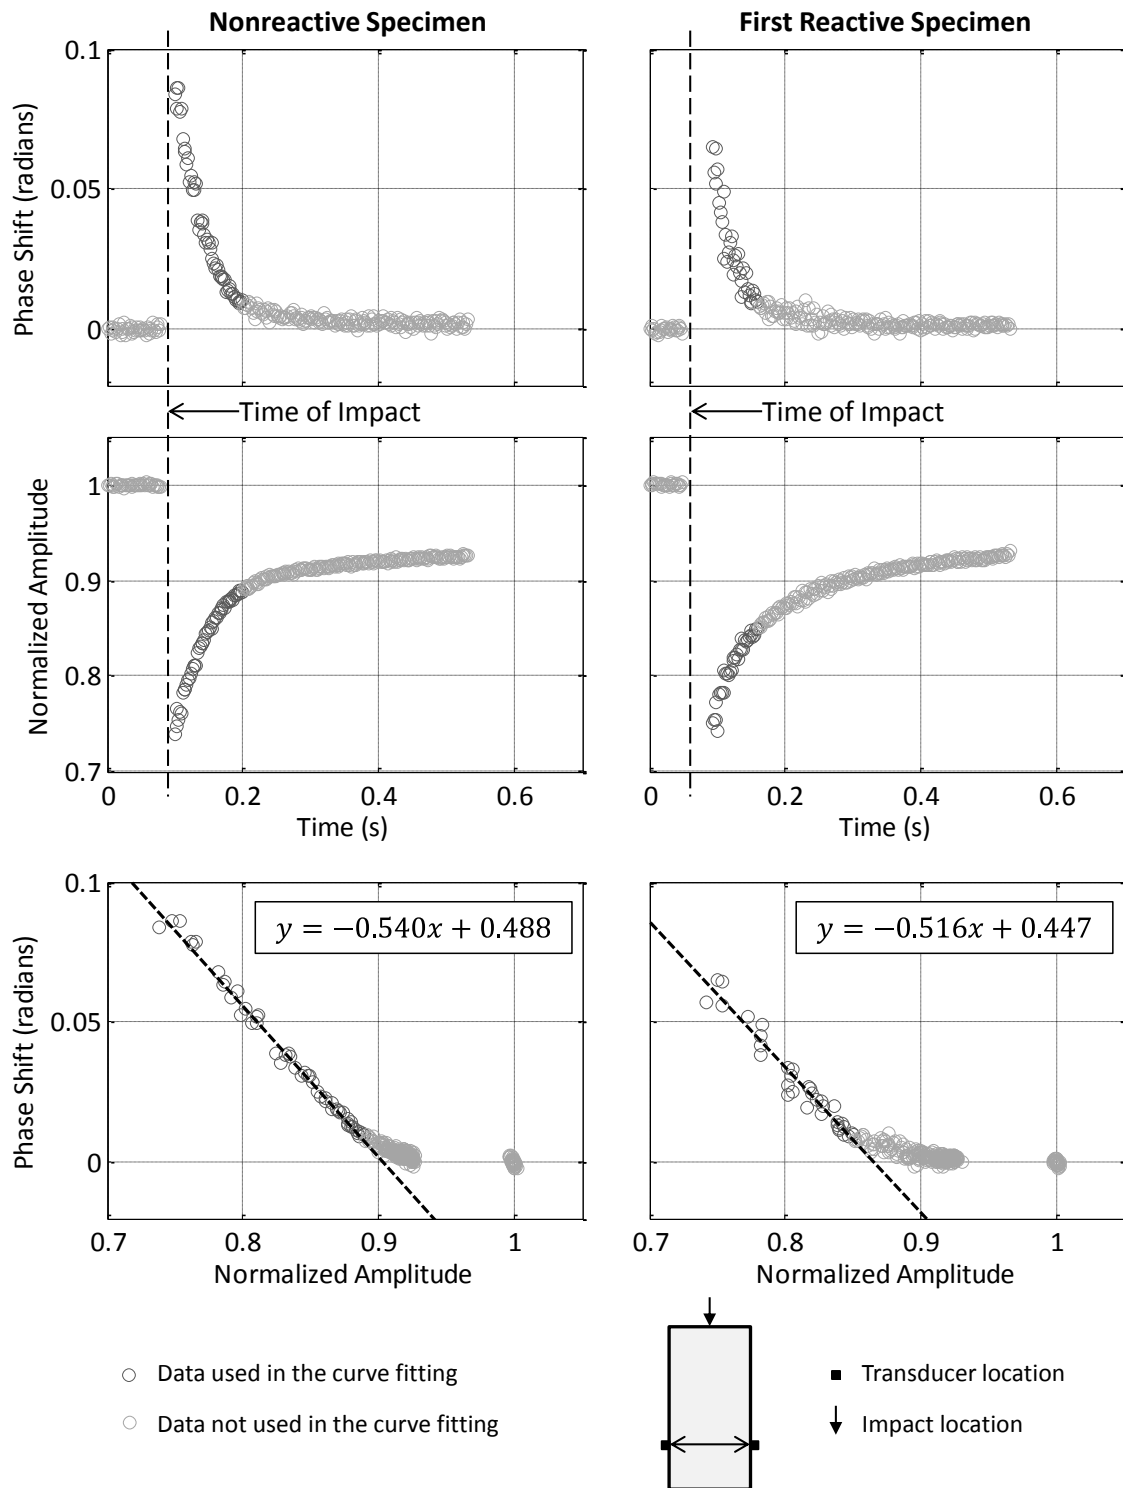 Nonreactive Specimen
First Reactive Specimen
0.1
0.05
0
Phase Shift (radians)
Time of Impact
Time of Impact
1
0.9
0.8
0.7
Normalized Amplitude
0 0.2 0.4 0.6
Time (s)
0 0.2 0.4 0.6
Time (s)
0.1
0.05
0
Phase Shift (radians)
y = −0.540x + 0.488
y = −0.516x + 0.447
0.7 0.8 0.9 1
Normalized Amplitude
0.7 0.8 0.9 1
Normalized Amplitude
Data used in the curve fitting
Data not used in the curve fitting
Transducer location
Impact location